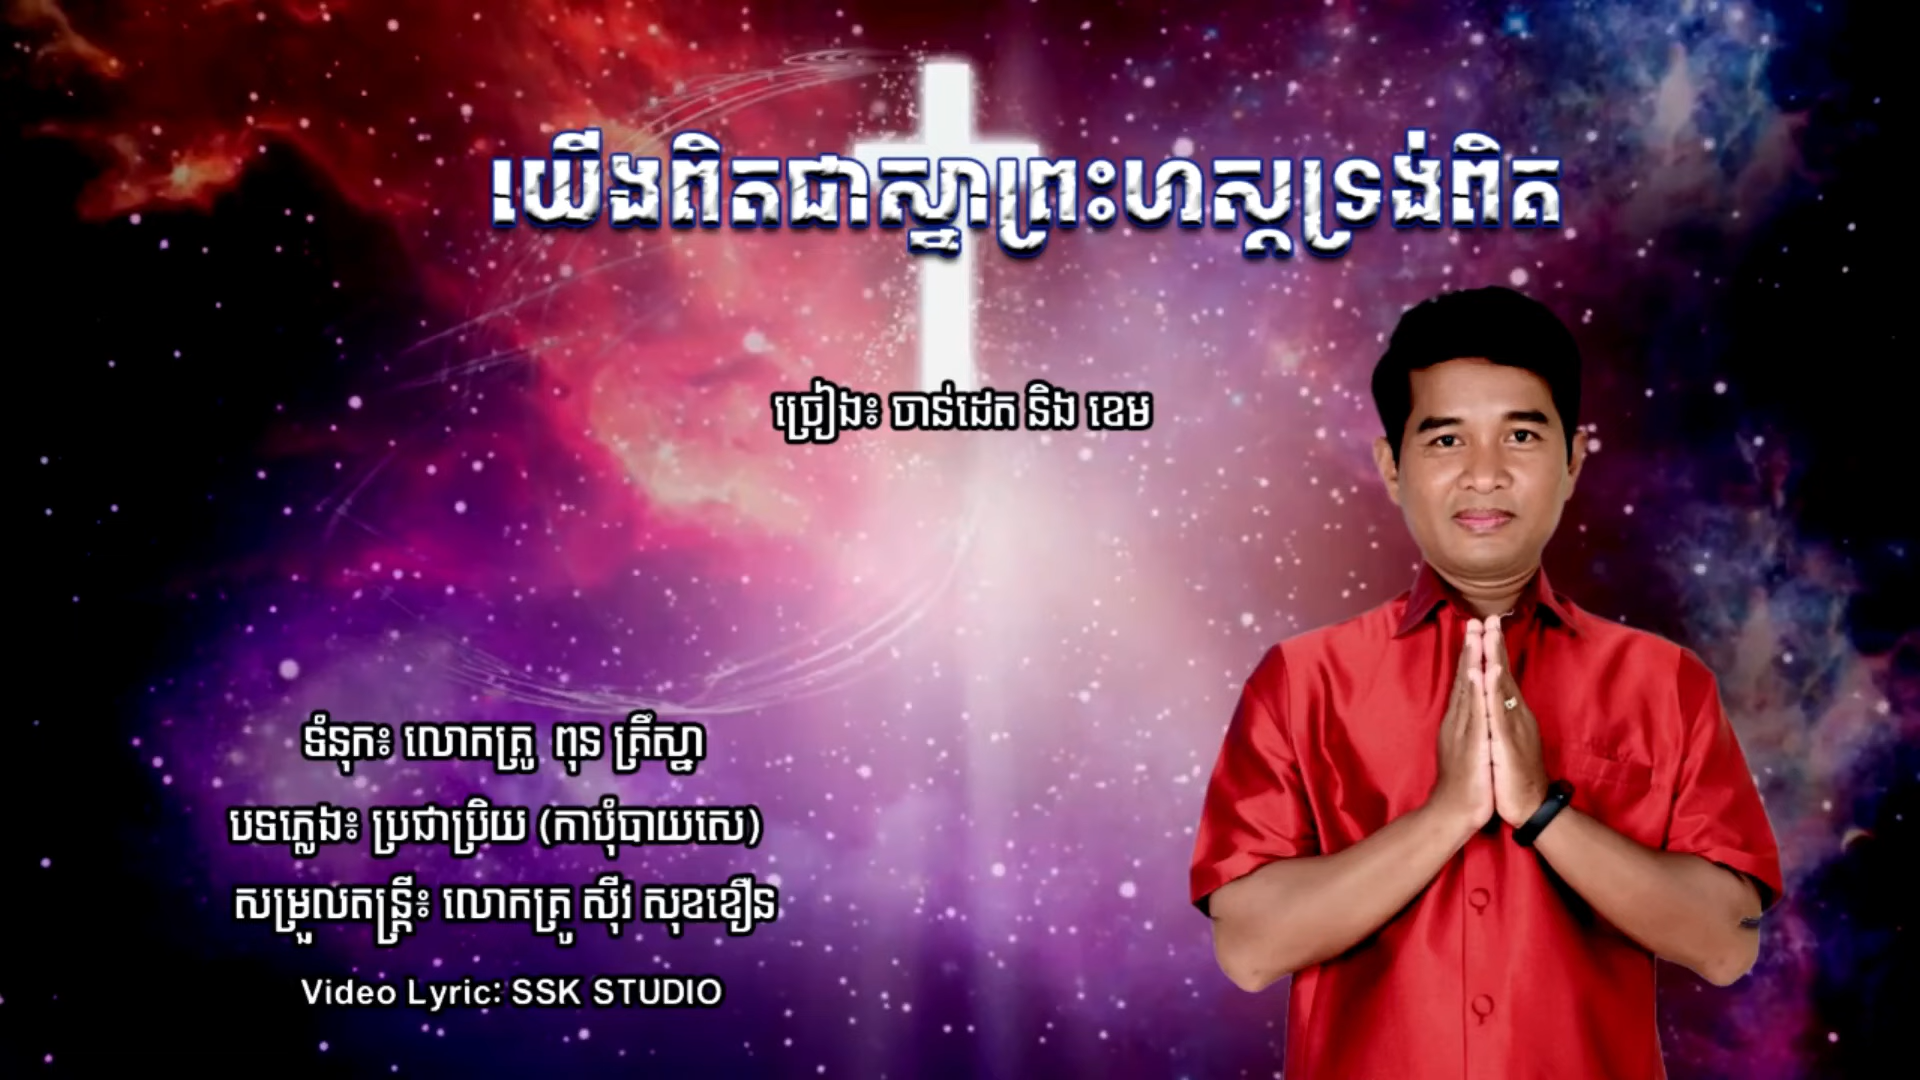 យើងពិតជាស្នាព្រះហស្តទ្រង់ពិត
ច្រៀង៖ ចាន់ដេត និង ខេម
ទំនុក៖ លោកគ្រូ ពុន គ្រីស្នា
បទភ្លេង៖ ប្រជាប្រិយ (កាប់ំបាយសេ)
សម្រួលតន្ត្រី៖ លោកគ្រូ ស៊ីវ សុខខឿន
Video Lyric: SSK STUDIO